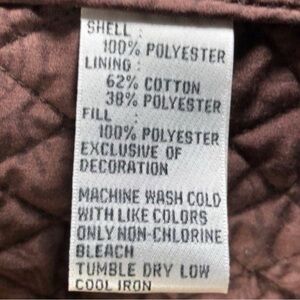 SHELL :
100% POLYESTER
LINING :
62% COTTON
38% POLYESTER
FILL :
100% POLYESTER
EXCLUSIVE OF
DECORATION
MACHINE WASH COLD
WITH LIKE COLORS
ONLY NON-CHLORINE
BLEACH
TUMBLE DRY LOW
COOL IRON